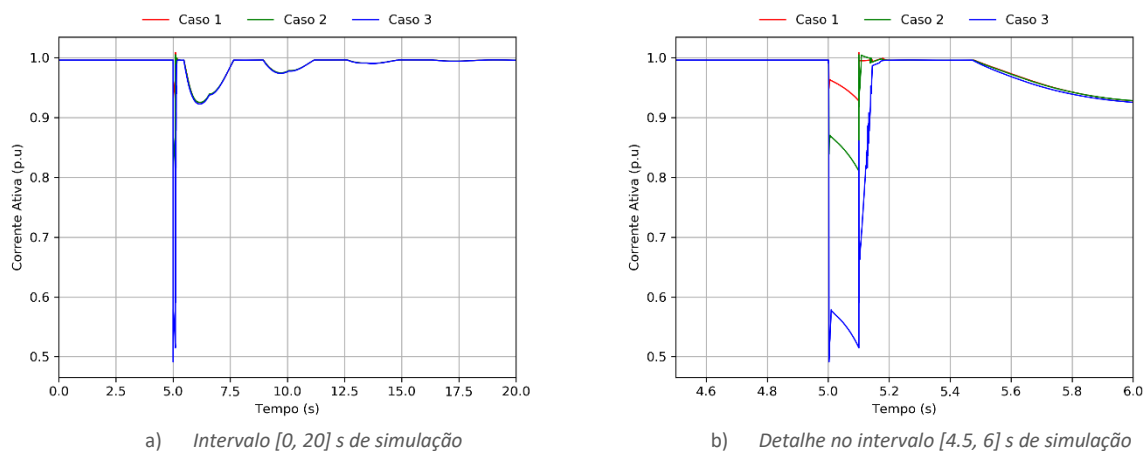 Caso 1 Caso 2 Caso 3
Corrente Ativa (p.u)
1.0
0.9
0.8
0.7
0.6
0.5
0.0 2.5 5.0 7.5 10.0 12.5 15.0 17.5 20.0
Tempo (s)
a) Intervalo [0, 20] s de simulação
Caso 1 Caso 2 Caso 3
Corrente Ativa (p.u)
1.0
0.9
0.8
0.7
0.6
0.5
4.6 4.8 5.0 5.2 5.4 5.6 5.8 6.0
Tempo (s)
b) Detalhe no intervalo [4.5, 6] s de simulação